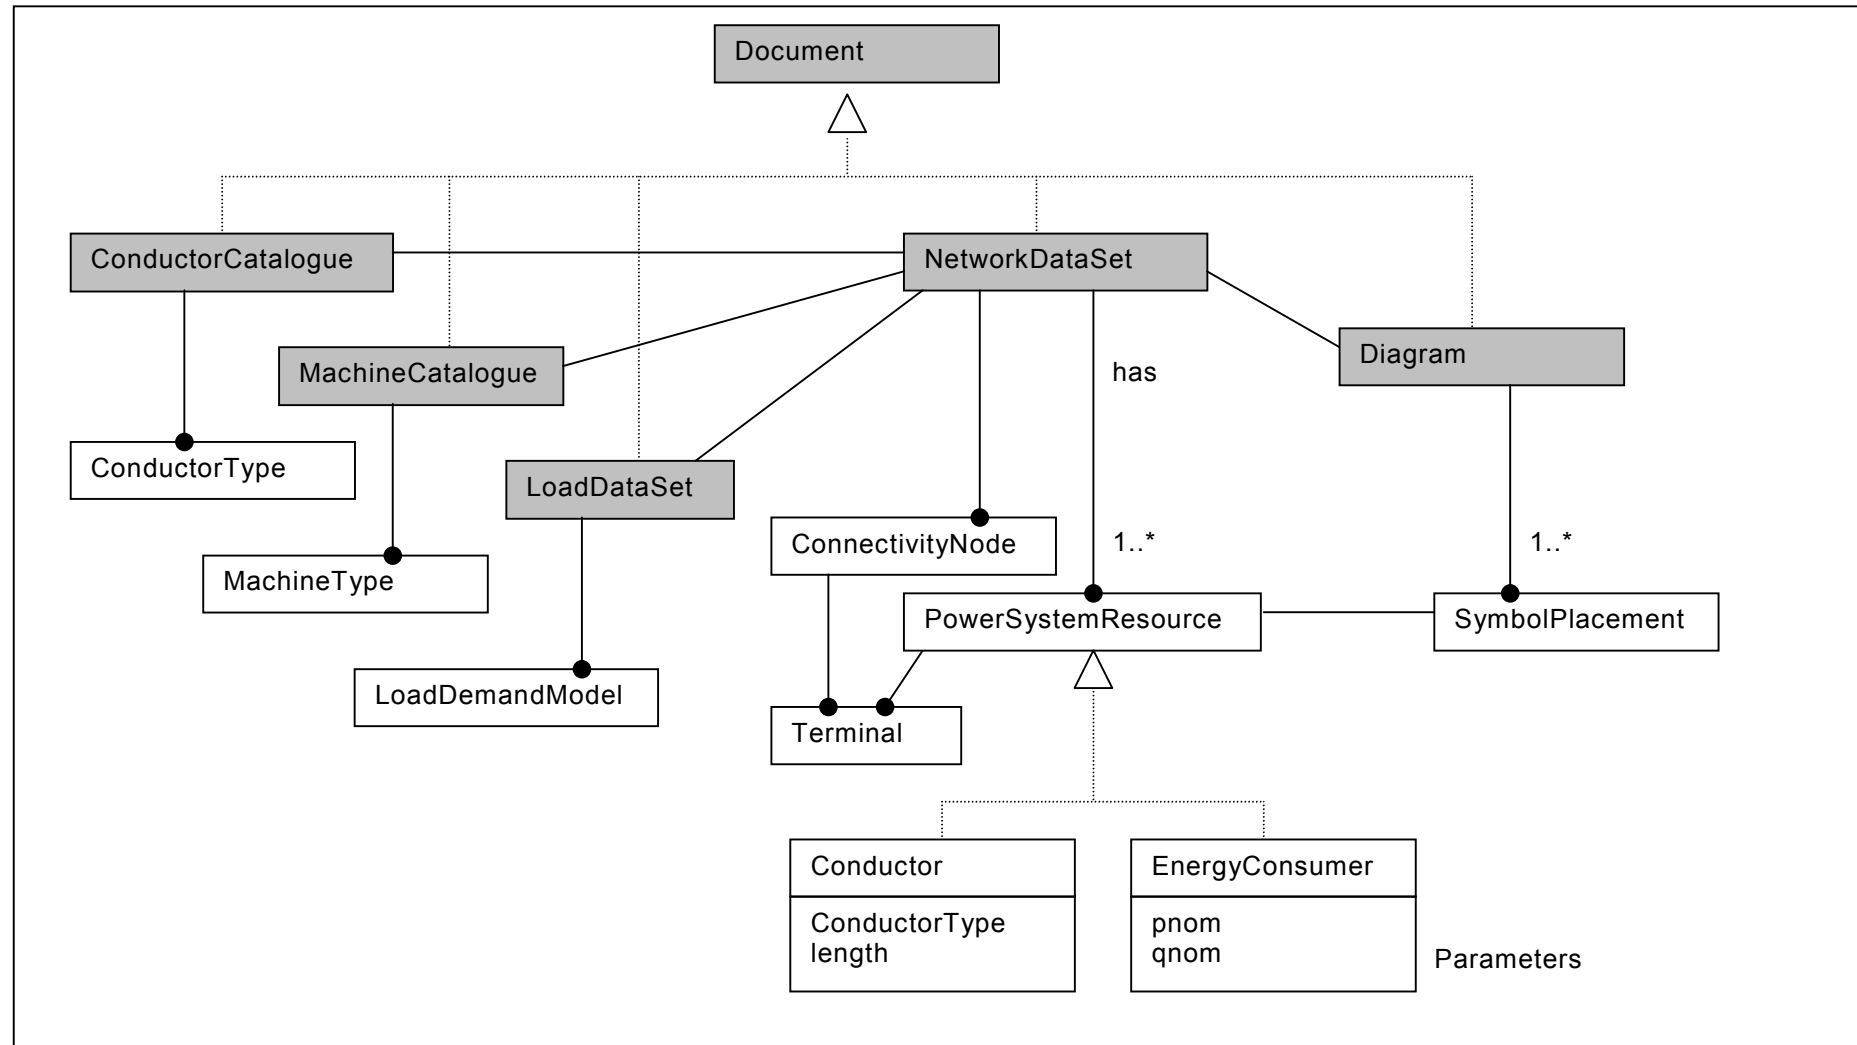 Document
ConductorCatalogue
NetworkDataSet
MachineCatalogue
Diagram
has
ConductorType
LoadDataSet
ConnectivityNode
1..*
1..*
MachineType
PowerSystemResource
SymbolPlacement
LoadDemandModel
Terminal
Conductor
EnergyConsumer
ConductorType
length
pnom
qnom
Parameters